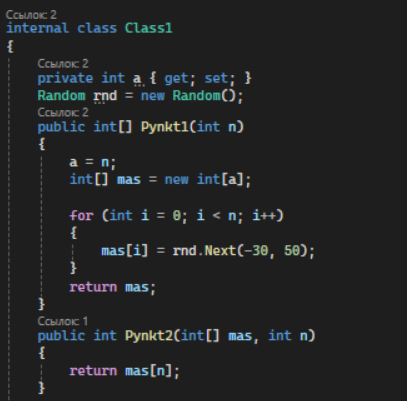 Ссылок: 2
internal class Class1
{
Ссылок: 2
private int a { get; set; }
Random rnd = new Random();
Ссылок: 2
public int[] Pynkt1(int n)
{
a = n;
int[] mas = new int[a];
for (int i = 0; i < n; i++)
{
mas[i] = rnd.Next(-30, 50);
}
return mas;
}
Ссылок: 1
public int Pynkt2(int[] mas, int n)
{
return mas[n];
}